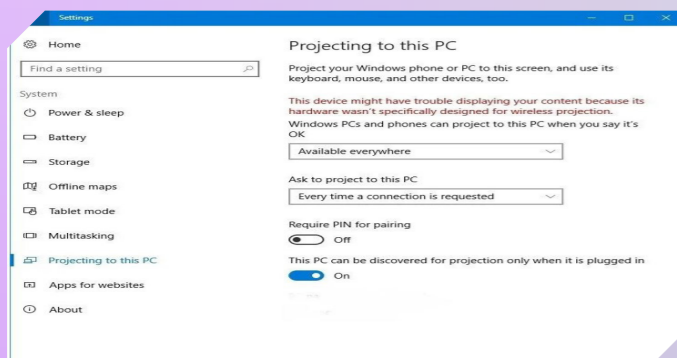 Settings
Home
Find a setting
System
Power & sleep
Battery
Storage
Offline maps
Tablet mode
Multitasking
Projecting to this PC
Apps for websites
About
Projecting to this PC
Project your Windows phone or PC to this screen, and use its
keyboard, mouse, and other devices, too.
This device might have trouble displaying your content because its
hardware wasn't specifically designed for wireless projection.
Windows PCs and phones can project to this PC when you say it's
OK
Available everywhere
Ask to project to this PC
Every time a connection is requested
Require PIN for pairing
Off
This PC can be discovered for projection only when it is plugged in
On